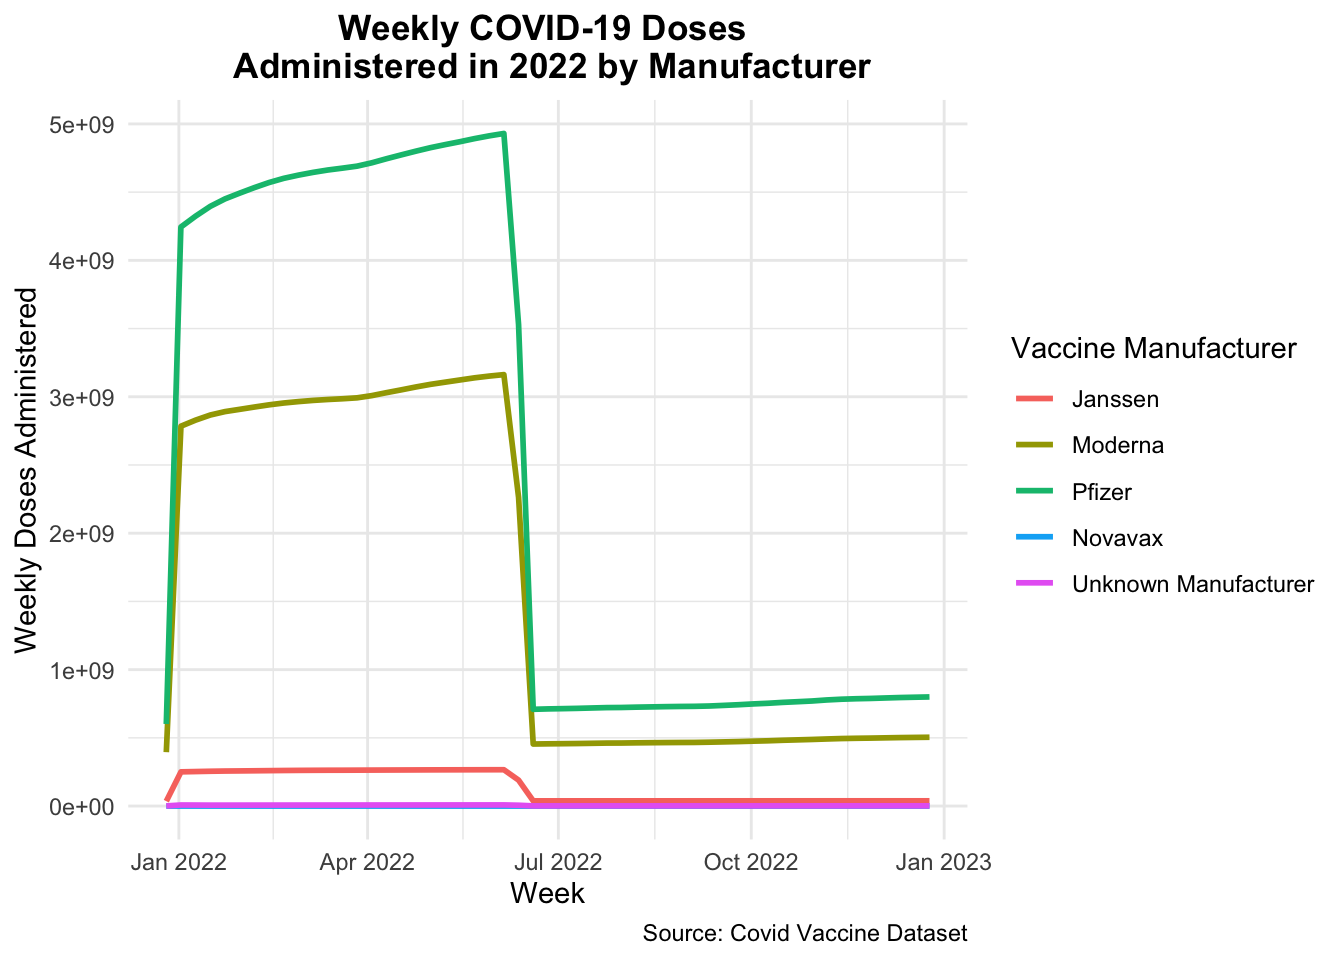 Weekly COVID-19 Doses
Administered in 2022 by Manufacturer
5e+09
4e+09
3e+09
2e+09
1e+09
0e+00
Weekly Doses Administered
Jan 2022
Apr 2022
Jul 2022
Oct 2022
Jan 2023
Week
Vaccine Manufacturer
Janssen
Moderna
Pfizer
Novavax
Unknown Manufacturer
Source: Covid Vaccine Dataset